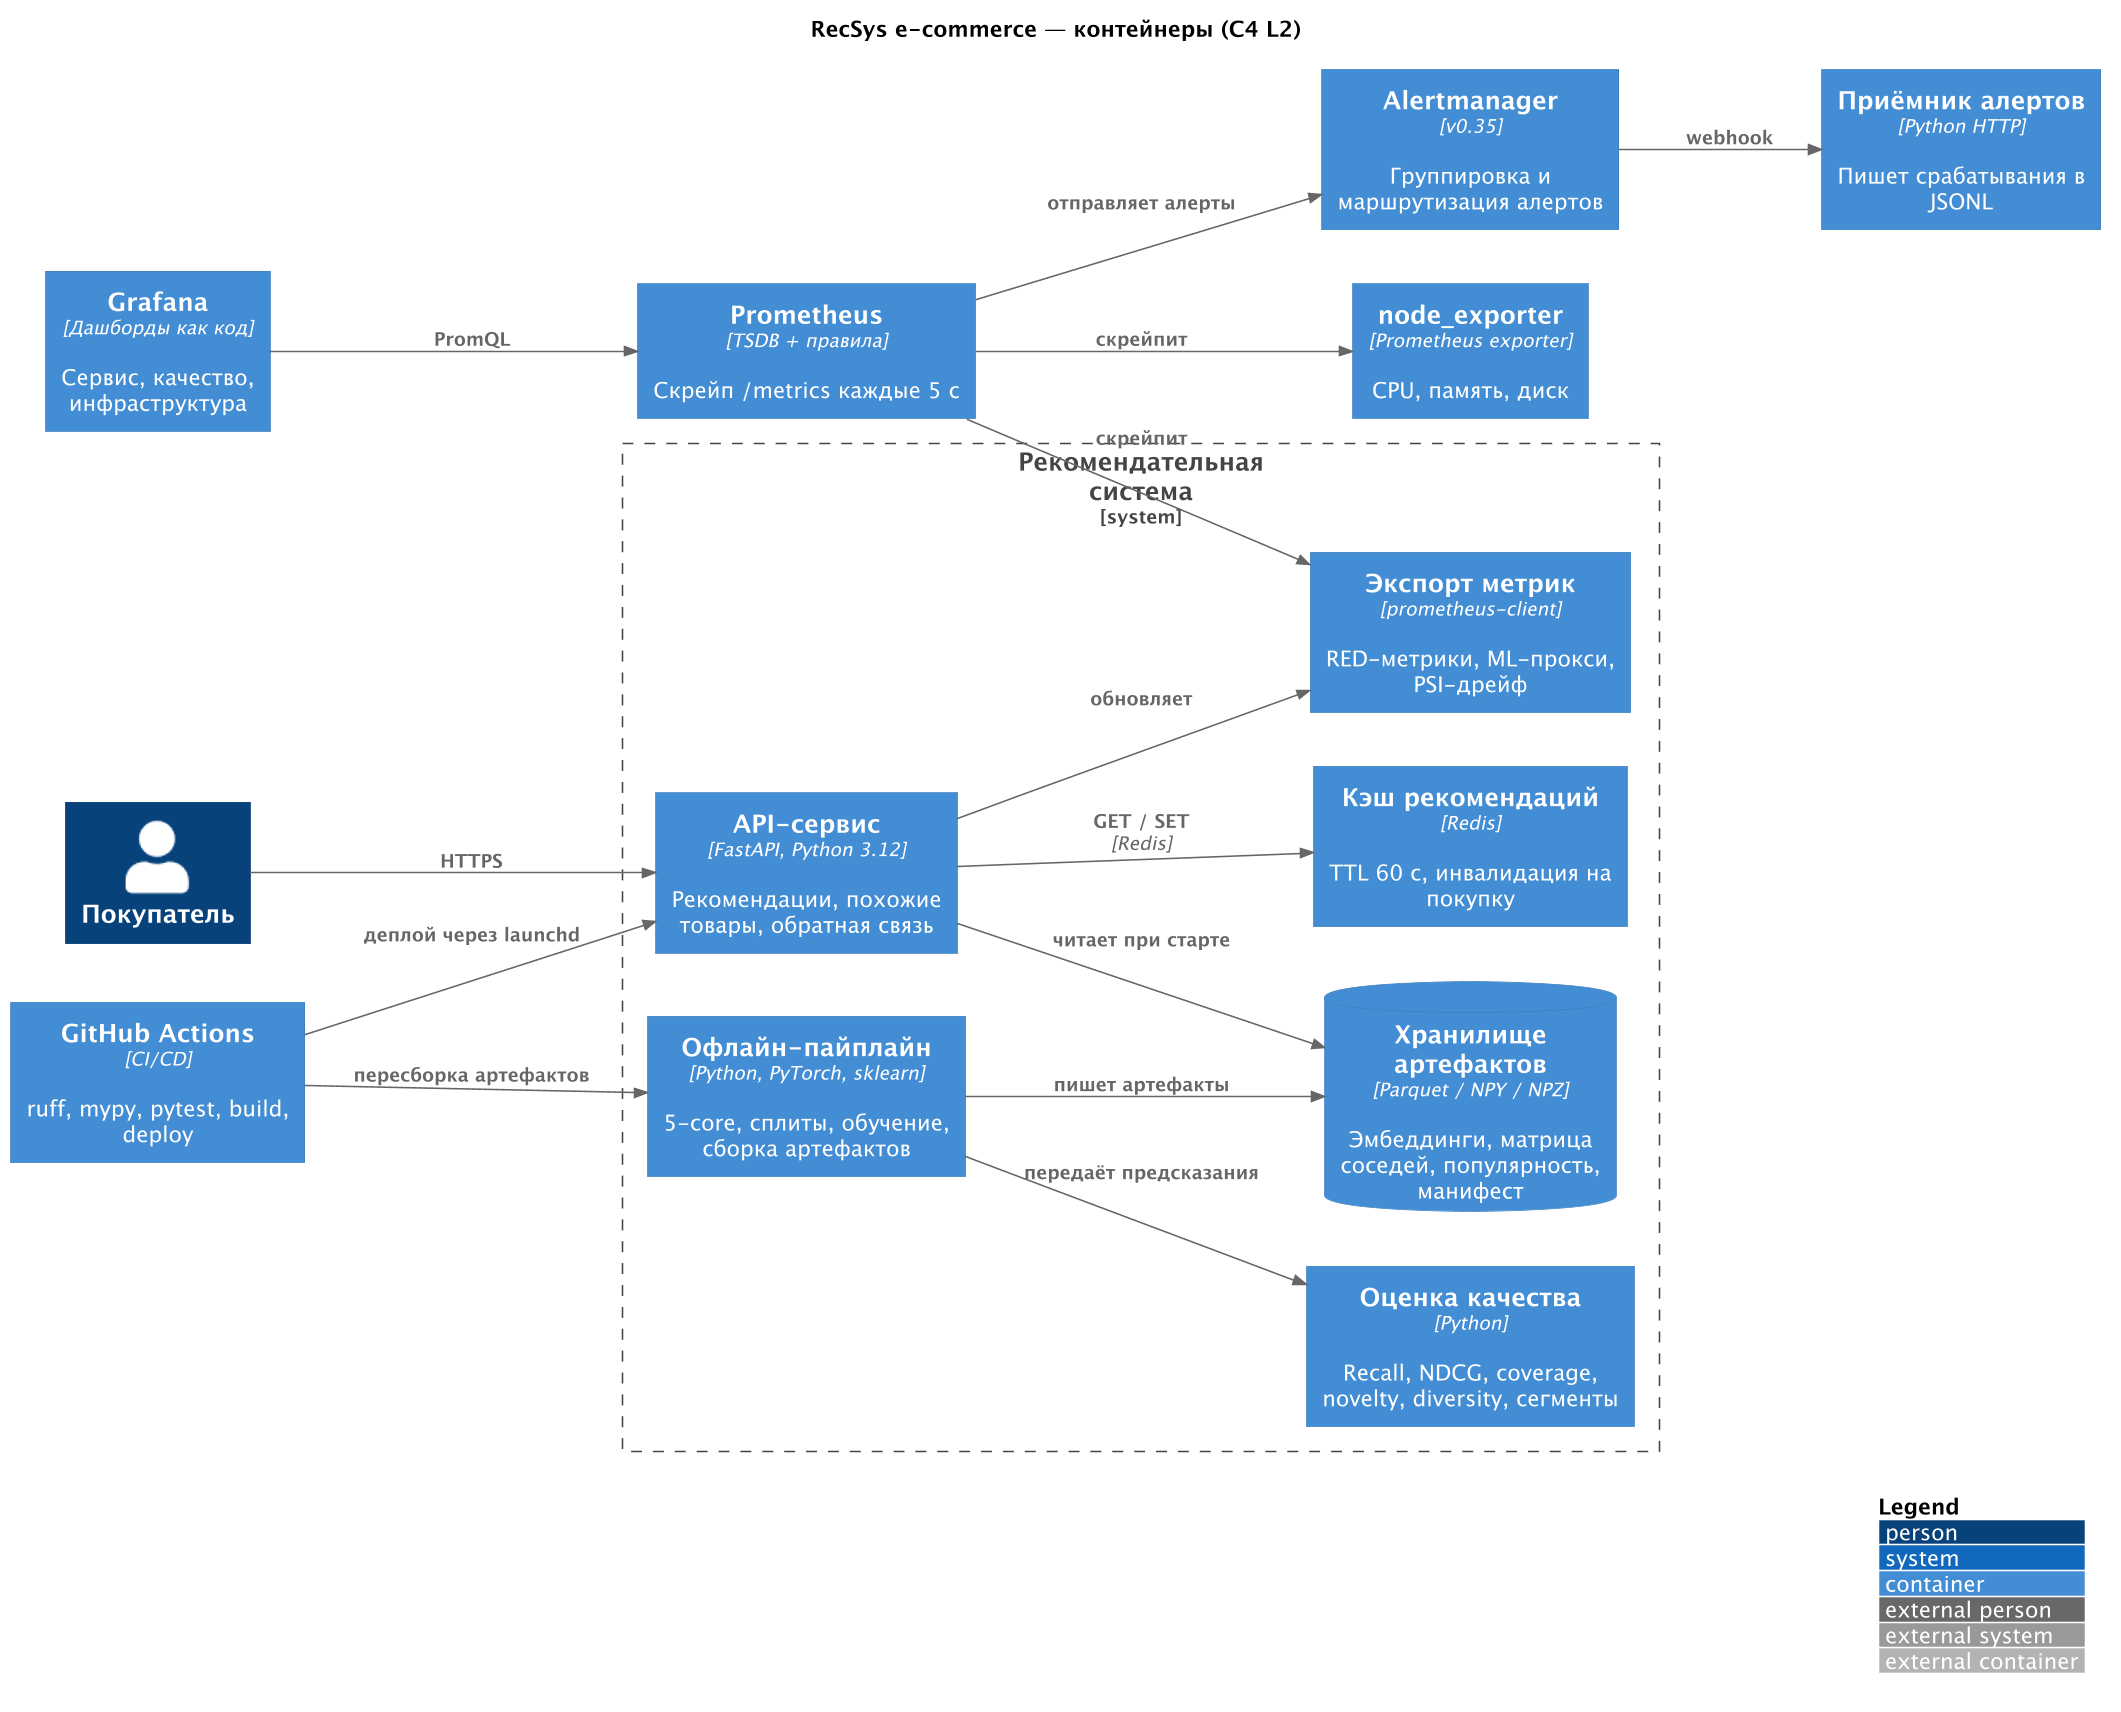 RecSys e-commerce — контейнеры (C4 L2)
Alertmanager
[v0.35]
Группировка и
маршрутизация алертов
webhook
Приёмник алертов
[Python HTTP]
Пишет срабатывания в
JSONL
отправляет алерты
Grafana
[Дашборды как код]
Сервис, качество,
инфраструктура
PromQL
Prometheus
[TSDB + правила]
Скрейп /metrics каждые 5 с
скрейпит
node_exporter
[Prometheus exporter]
CPU, память, диск
скрейпит
Рекомендательная
система
[system]
Экспорт метрик
[prometheus-client]
RED-метрики, ML-прокси,
PSI-дрейф
обновляет
Покупатель
HTTPS
API-сервис
[FastAPI, Python 3.12]
Рекомендации, похожие
товары, обратная связь
GET / SET
[Redis]
Кэш рекомендаций
[Redis]
TTL 60 с, инвалидация на
покупку
деплой через launchd
читает при старте
GitHub Actions
[CI/CD]
ruff, mypy, pytest, build,
deploy
пересборка артефактов
Офлайн-пайплайн
[Python, PyTorch, sklearn]
5-core, сплиты, обучение,
сборка артефактов
пишет артефакты
Хранилище
артефактов
[Parquet / NPY / NPZ]
Эмбеддинги, матрица
соседей, популярность,
манифест
передаёт предсказания
Оценка качества
[Python]
Recall, NDCG, coverage,
novelty, diversity, сегменты
Legend
person
system
container
external person
external system
external container